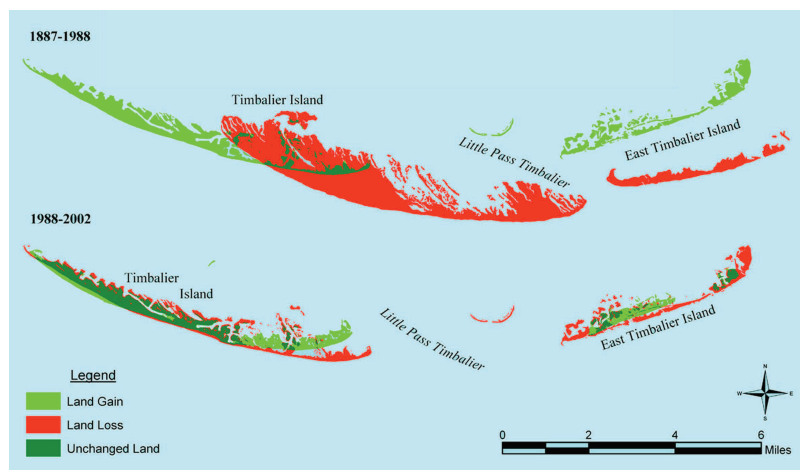 1887-1988
Timbalier Island
Little Pass Timbalier
East Timbalier Island
1988-2002
Timbalier
Island
Little Pass Timbalier
East Timbalier Island
Legend
Land Gain
Land Loss
Unchanged Land
N
W E
S
0 2 4 6
Miles